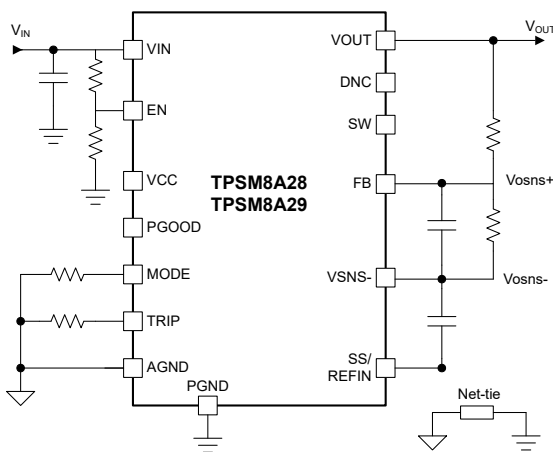 VIN
VIN
EN
VCC
PGOOD
MODE
TRIP
AGND
PGND
TPSM8A28
TPSM8A29
VOUT
DNC
SW
FB
VSNS-
SS/
REFIN
VOUT
Vosns+
Vosns-
Net-tie